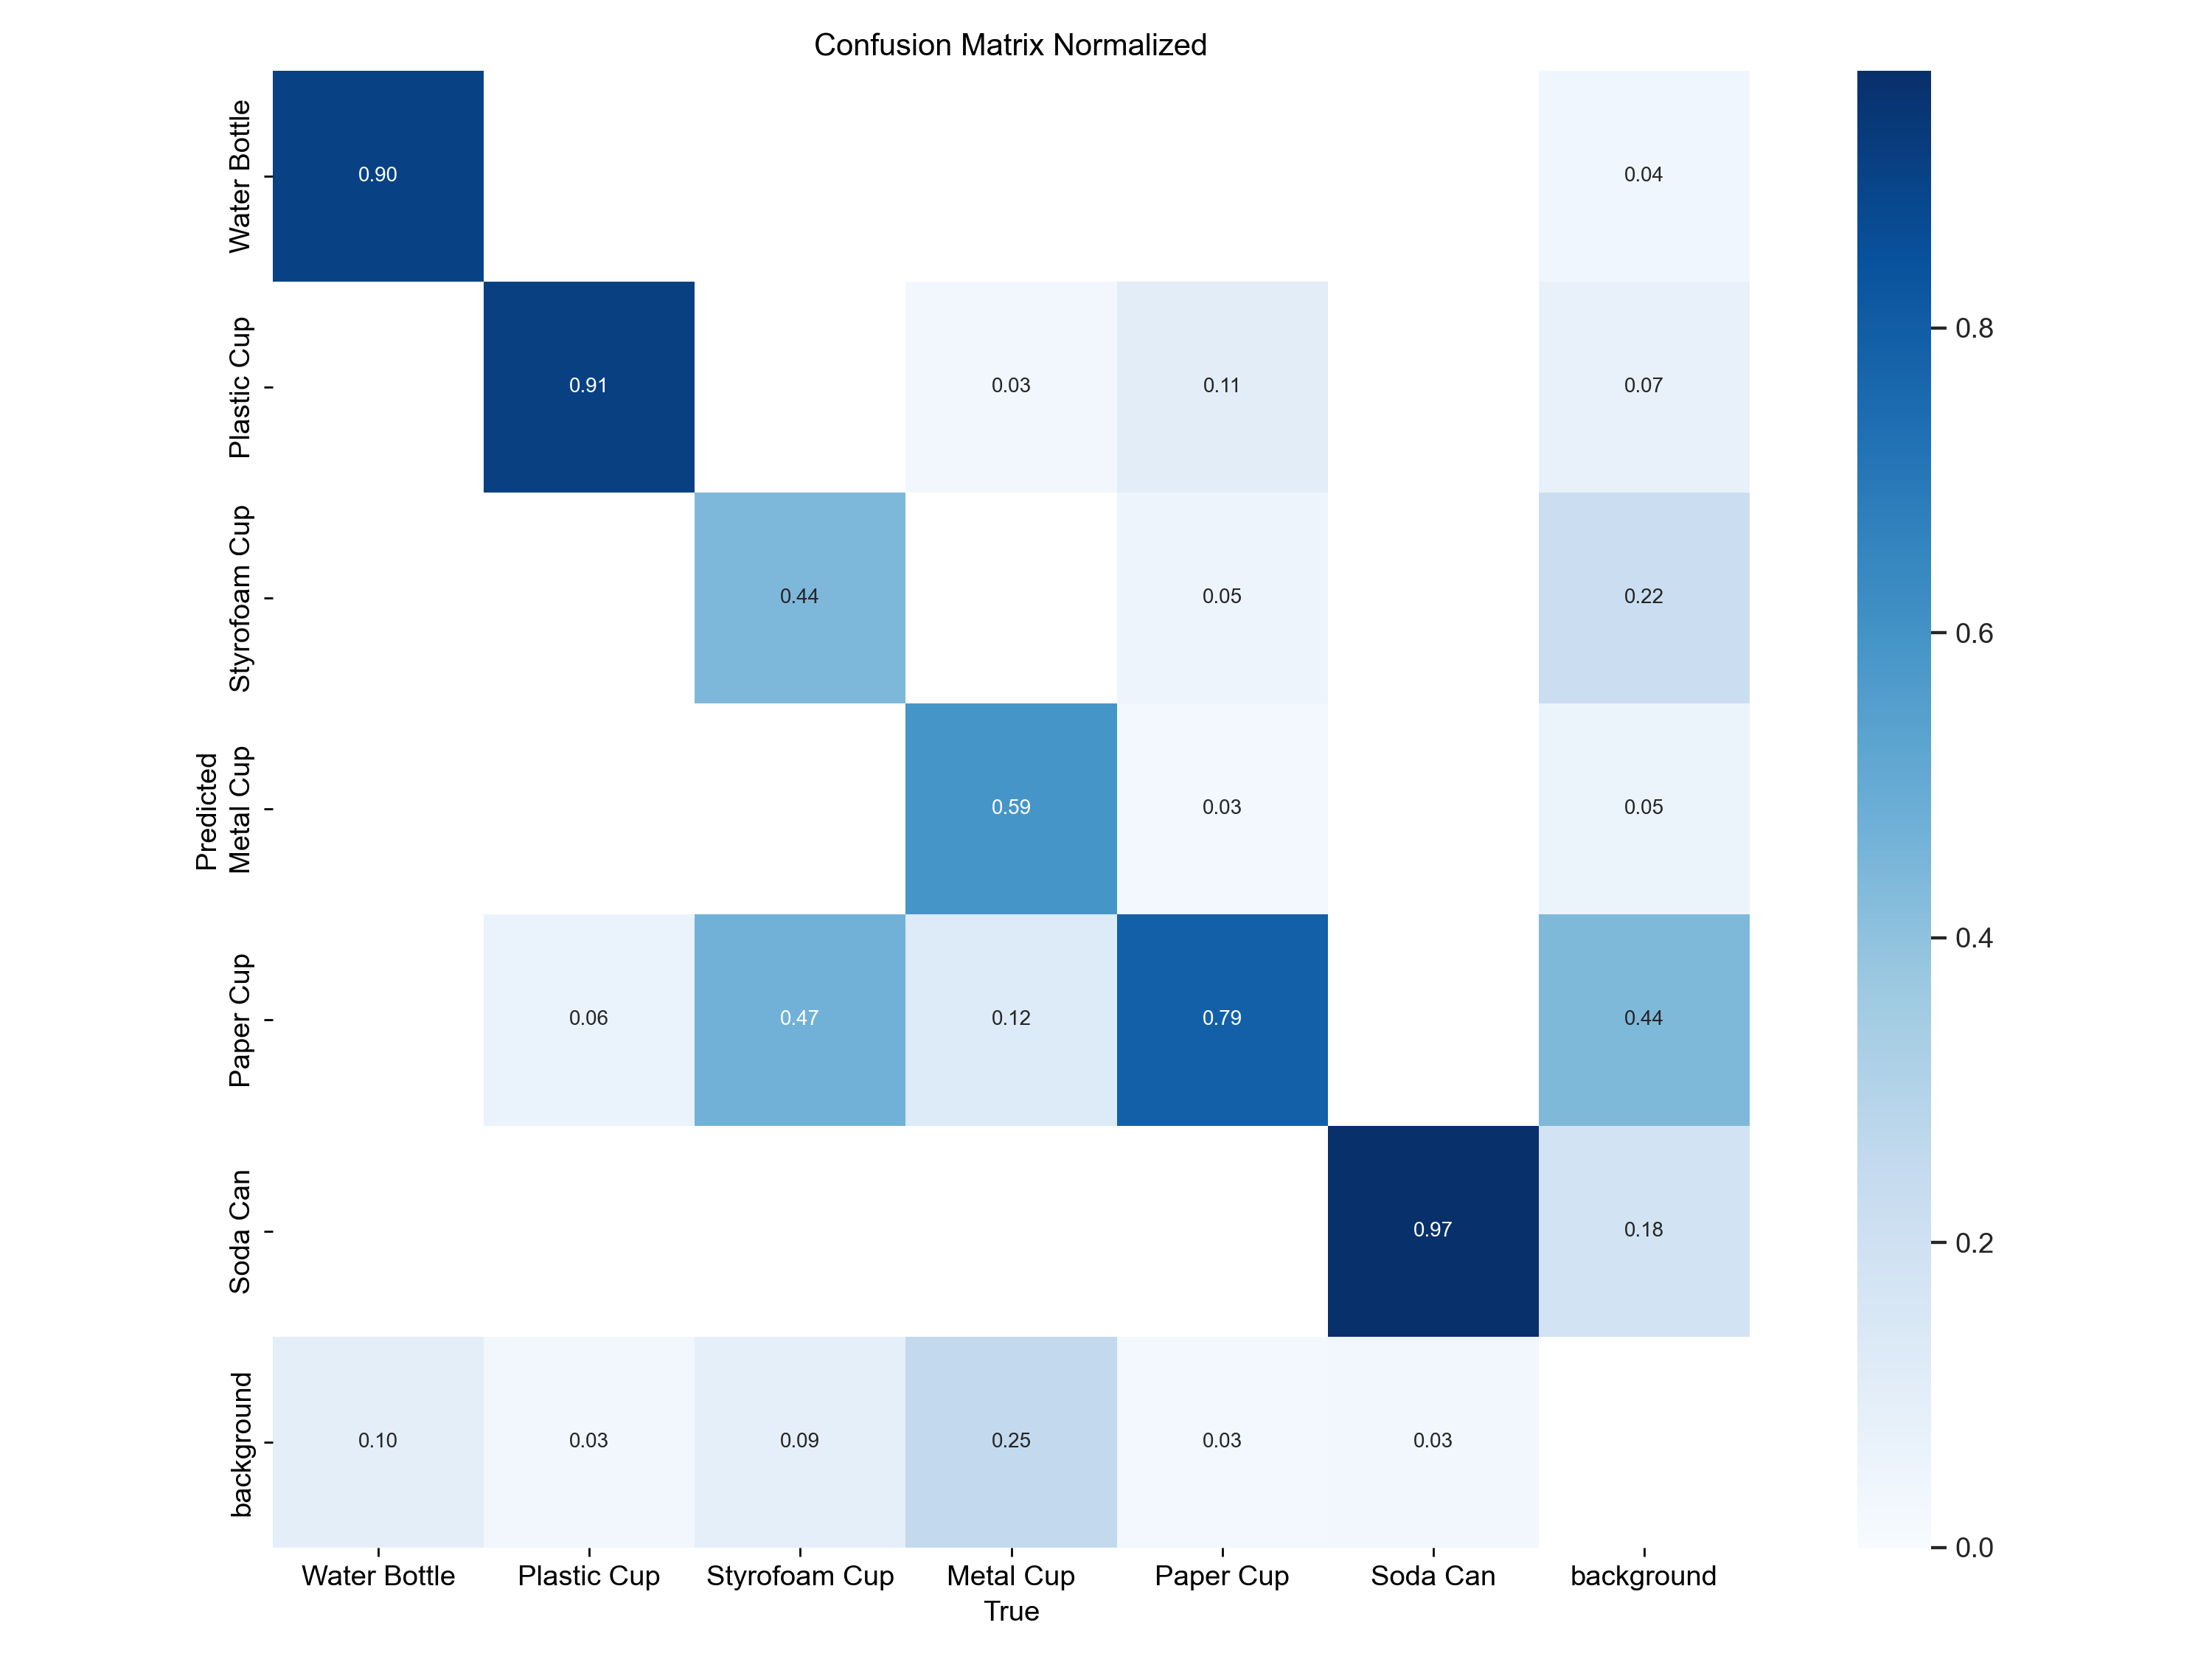 Confusion Matrix Normalized
Water Bottle
0.90
0.04
Plastic Cup
0.91
0.03
0.11
0.07
0.8
Styrofoam Cup
0.44
0.05
0.22
0.6
Predicted
Metal Cup
0.59
0.03
0.05
0.4
Paper Cup
0.06
0.47
0.12
0.79
0.44
Soda Can
0.97
0.18
0.2
background
0.10
0.03
0.09
0.25
0.03
0.03
0.0
Water Bottle
Plastic Cup
Styrofoam Cup
Metal Cup
Paper Cup
Soda Can
background
True